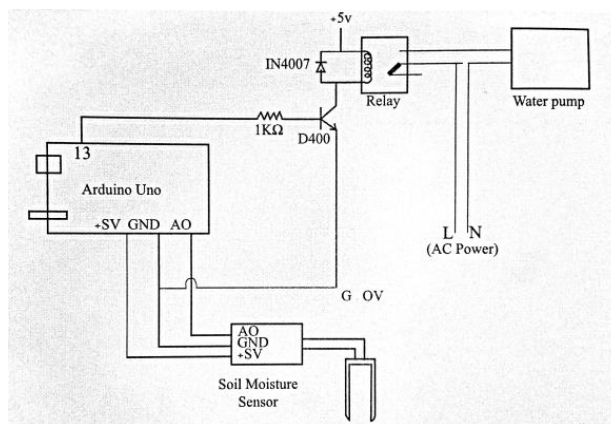 +5v
IN4007
Relay
Water pump
1KΩ
D400
13
Arduino Uno
+SV GND AO
L N
(AC Power)
G OV
AO
GND
+SV
Soil Moisture
Sensor